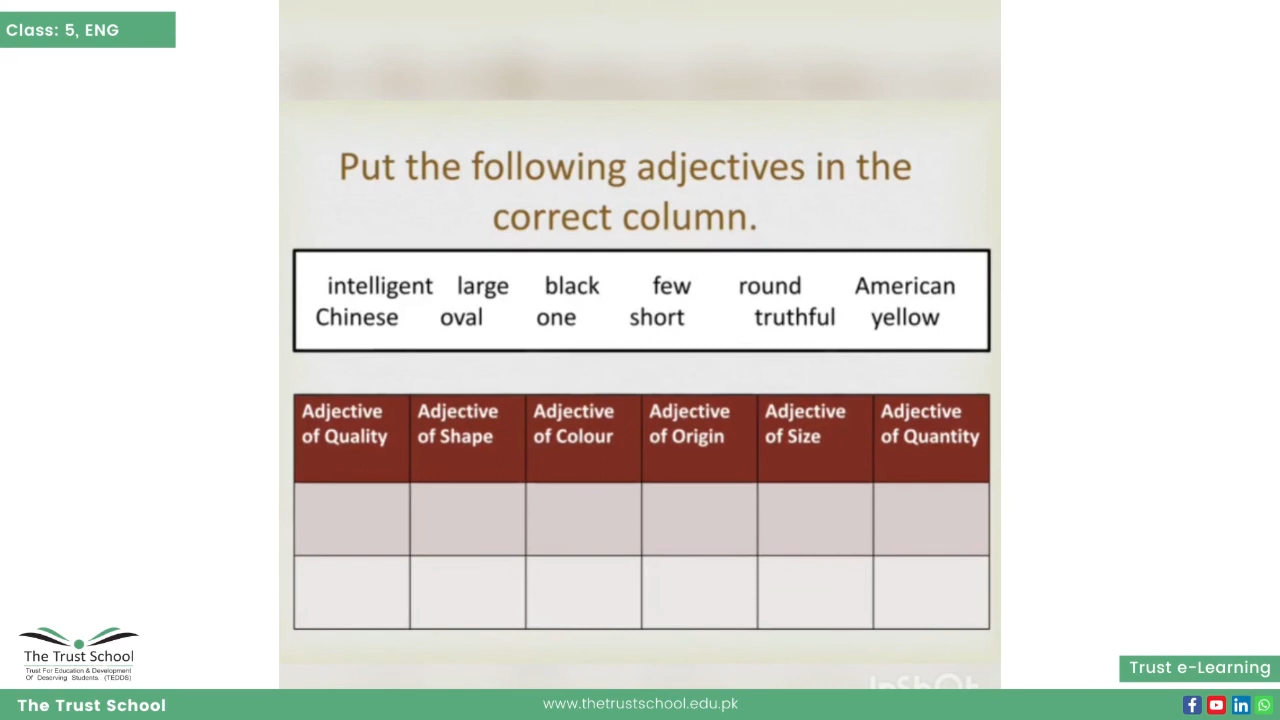 Class: 5, ENG
Put the following adjectives in the
correct column.
intelligent large black few round American
Chinese oval one short truthful yellow
Adjective of Quality
Adjective of Shape
Adjective of Colour
Adjective of Origin
Adjective of Size
Adjective of Quantity
The Trust School
Trust For Education & Development
Of Deserving Students. (TEDDS)
InShOt
Trust e-Learning
The Trust School
www.thetrustschool.edu.pk